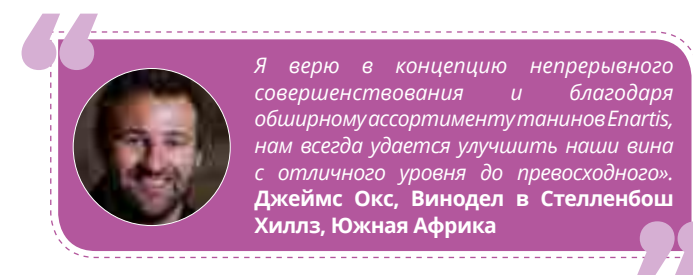 Я верю в концепцию непрерывного
совершенствования и благодаря
обширному ассортименту танинов Enartis,
нам всегда удается улучшить наши вина
с отличного уровня до превосходного».
Джеймс Окс, Винодел в Стелленбош
Хиллз, Южная Африка